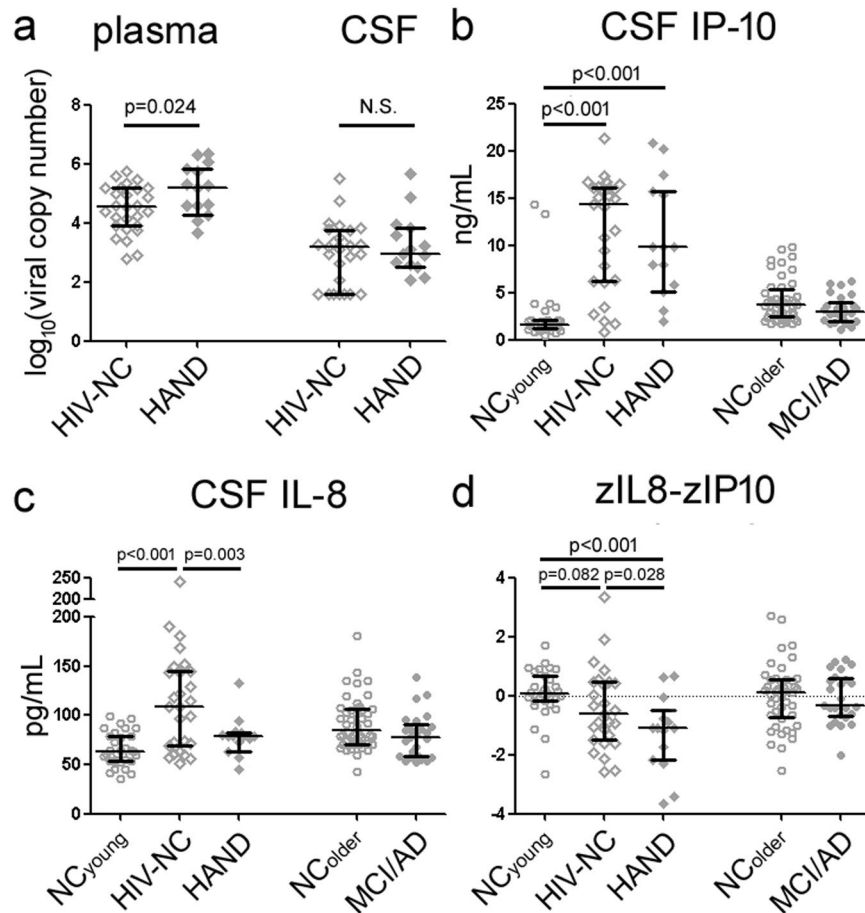 a plasma CSF
log10(viral copy number)
8
6
4
2
0
p=0.024
N.S.
HIV-NC HAND HIV-NC HAND
b CSF IP-10
ng/mL
25
20
15
10
5
0
p<0.001
p<0.001
NCyoung HIV-NC HAND NColder MCI/AD
c CSF IL-8
pg/mL
250
200
200
150
100
50
0
p<0.001 p=0.003
NCyoung HIV-NC HAND NColder MCI/AD
d zIL8-zIP10
4
2
0
-2
-4
p<0.001
p=0.082 p=0.028
NCyoung HIV-NC HAND NColder MCI/AD